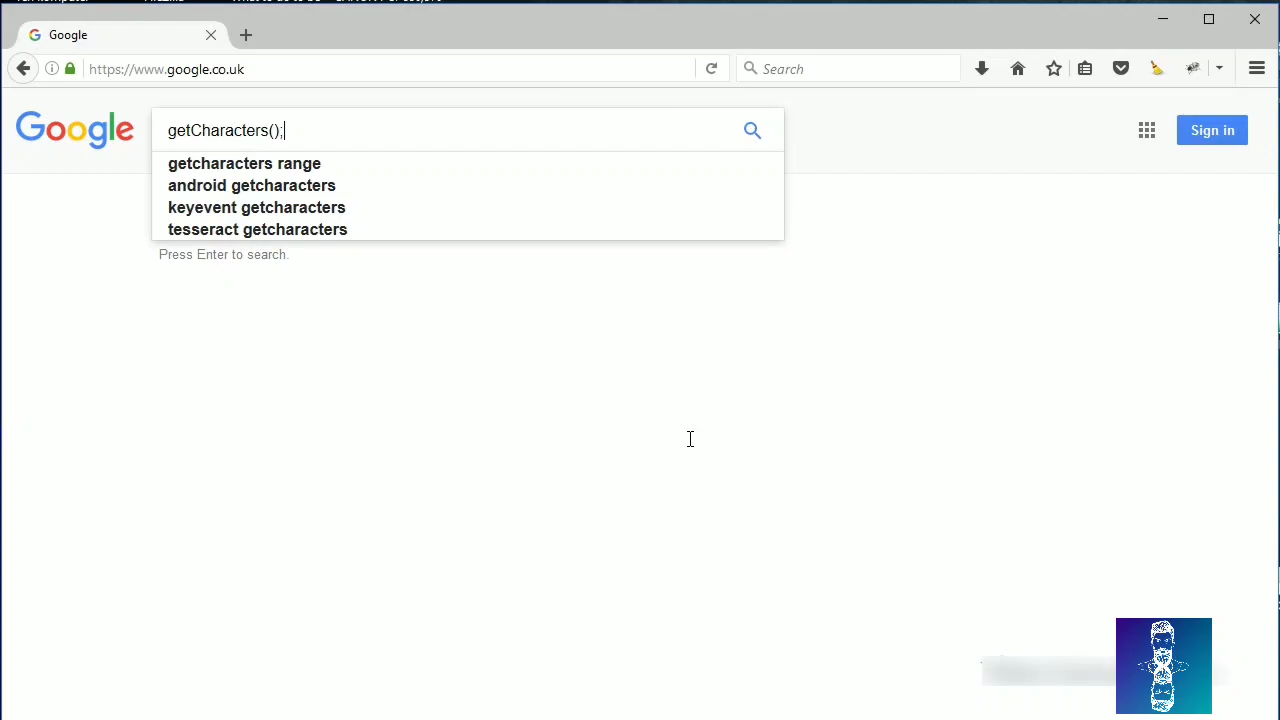 Google
https://www.google.co.uk
Search
Google
getCharacters();
Sign in
getcharacters range
android getcharacters
keyevent getcharacters
tesseract getcharacters
Press Enter to search.